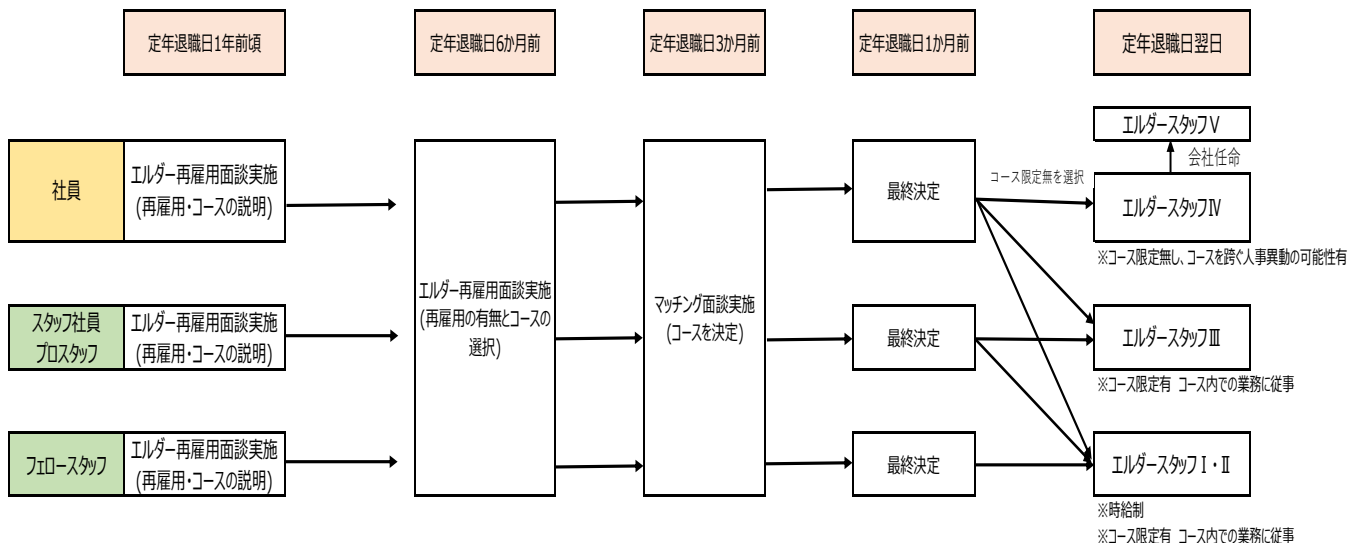 定年退職日1年前頃
定年退職日6か月前
定年退職日3か月前
定年退職日1か月前
定年退職日翌日
エルダースタッフⅤ
会社任命
社員
エルダー再雇用面談実施
(再雇用・コースの説明)
最終決定
コース限定無を選択
エルダースタッフⅣ
※コース限定無し、コースを跨ぐ人事異動の可能性有
エルダー再雇用面談実施
(再雇用の有無とコースの
選択)
マッチング面談実施
(コースを決定)
スタッフ社員
プロスタッフ
エルダー再雇用面談実施
(再雇用・コースの説明)
最終決定
エルダースタッフⅢ
※コース限定有 コース内での業務に従事
フェロースタッフ
エルダー再雇用面談実施
(再雇用・コースの説明)
最終決定
エルダースタッフⅠ・Ⅱ
※時給制
※コース限定有 コース内での業務に従事